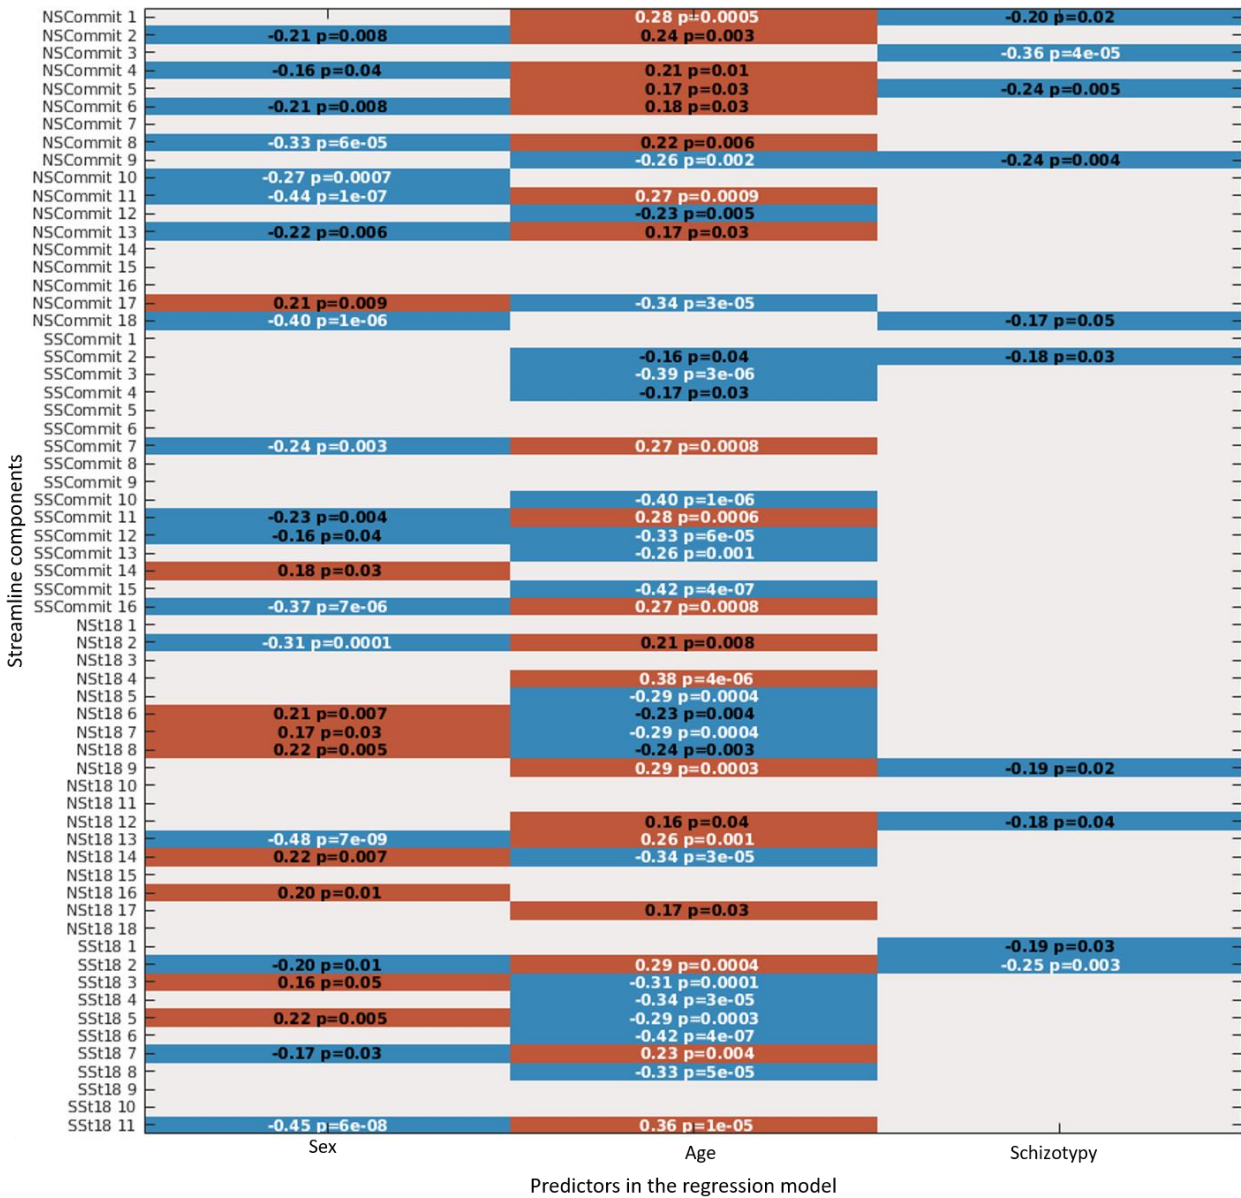 NSCommit 1 0.28 p=0.0005 -0.20 p=0.02
NSCommit 2 -0.21 p=0.008 0.24 p=0.003
NSCommit 3 -0.36 p=4e-05
NSCommit 4 -0.16 p=0.04 0.21 p=0.01
NSCommit 5 0.17 p=0.03 -0.24 p=0.005
NSCommit 6 -0.21 p=0.008 0.18 p=0.03
NSCommit 7
NSCommit 8 -0.33 p=6e-05 0.22 p=0.006
NSCommit 9 -0.26 p=0.002 -0.24 p=0.004
NSCommit 10 -0.27 p=0.0007
NSCommit 11 -0.44 p=1e-07 0.27 p=0.0009
NSCommit 12 -0.23 p=0.005
NSCommit 13 -0.22 p=0.006 0.17 p=0.03
NSCommit 14
NSCommit 15
NSCommit 16
NSCommit 17 0.21 p=0.009 -0.34 p=3e-05
NSCommit 18 -0.40 p=1e-06 -0.17 p=0.05
SSCommit 1
SSCommit 2 -0.16 p=0.04 -0.18 p=0.03
SSCommit 3 -0.39 p=3e-06
SSCommit 4 -0.17 p=0.03
SSCommit 5
SSCommit 6
SSCommit 7 -0.24 p=0.003 0.27 p=0.0008
SSCommit 8
SSCommit 9
SSCommit 10 -0.40 p=1e-06
SSCommit 11 -0.23 p=0.004 0.28 p=0.0006
SSCommit 12 -0.16 p=0.04 -0.33 p=6e-05
SSCommit 13 -0.26 p=0.001
SSCommit 14 0.18 p=0.03
SSCommit 15 -0.42 p=4e-07
SSCommit 16 -0.37 p=7e-06 0.27 p=0.0008
NSt18 1
NSt18 2 -0.31 p=0.0001 0.21 p=0.008
NSt18 3
NSt18 4 0.38 p=4e-06
NSt18 5 -0.29 p=0.0004
NSt18 6 0.21 p=0.007 -0.23 p=0.004
NSt18 7 0.17 p=0.03 -0.29 p=0.0004
NSt18 8 0.22 p=0.005 -0.24 p=0.003
NSt18 9 0.29 p=0.0003 -0.19 p=0.02
NSt18 10
NSt18 11
NSt18 12 0.16 p=0.04 -0.18 p=0.04
NSt18 13 -0.48 p=7e-09 0.26 p=0.001
NSt18 14 0.22 p=0.007 -0.34 p=3e-05
NSt18 15
NSt18 16 0.20 p=0.01
NSt18 17 0.17 p=0.03
NSt18 18
SSt18 1 -0.19 p=0.03
SSt18 2 -0.20 p=0.01 0.29 p=0.0004 -0.25 p=0.003
SSt18 3 0.16 p=0.05 -0.31 p=0.0001
SSt18 4 -0.34 p=3e-05
SSt18 5 0.22 p=0.005 -0.29 p=0.0003
SSt18 6 -0.42 p=4e-07
SSt18 7 -0.17 p=0.03 0.23 p=0.004
SSt18 8 -0.33 p=5e-05
SSt18 9
SSt18 10
SSt18 11 -0.45 p=6e-08 0.36 p=1e-05
Streamline components
Sex Age Schizotypy
Predictors in the regression model